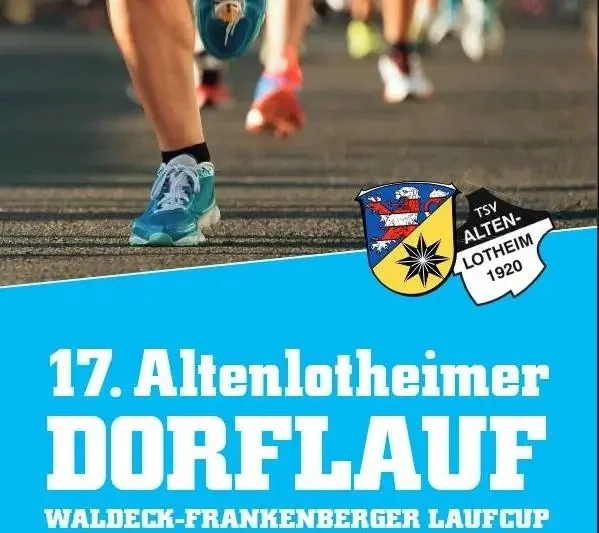 TSV
ALTEN-
LOTHEIM
1920
17. Altenlotheimer
DORFLAUF
WALDECK-FRANKENBERGER LAUFCUP